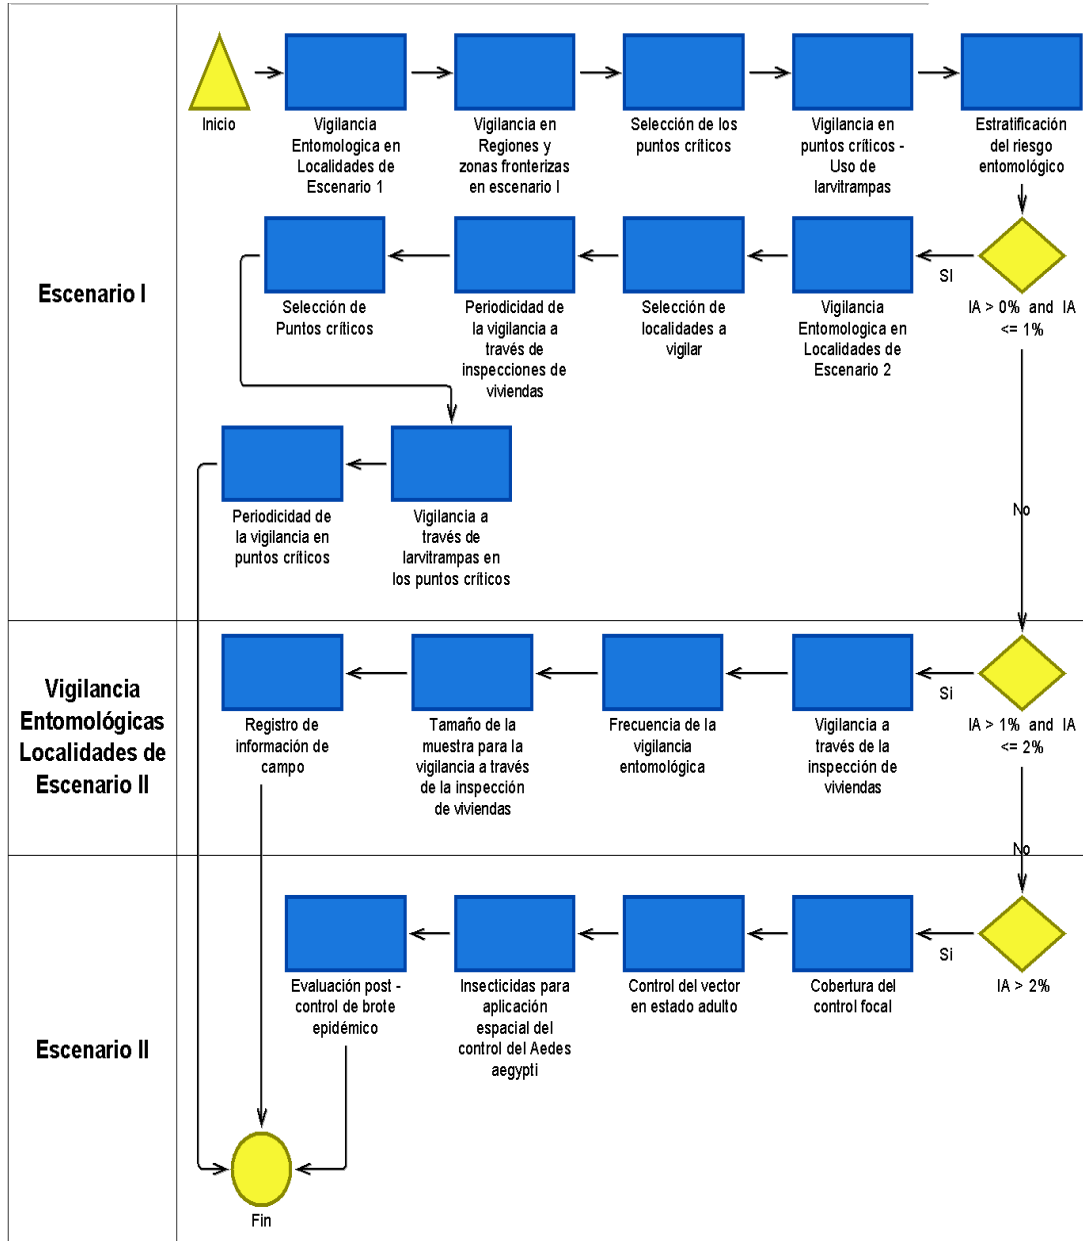 Inicio
Vigilancia
Entomologica en
Localidades de
Escenario 1
Vigilancia en
Regiones y
zonas fronterizas
en escenario I
Selección de los
puntos críticos
Vigilancia en
puntos críticos -
Uso de
larvitrampas
Estratificación
del riesgo
entomológico
Escenario I
SI
IA > 0% and IA
<= 1%
Vigilancia
Entomologica en
Localidades de
Escenario 2
Selección de
localidades a
vigilar
Periodicidad de
la vigilancia a
través de
inspecciones de
viviendas
Selección de
Puntos críticos
Vigilancia a
través de
larvitrampas en
los puntos críticos
Periodicidad de
la vigilancia en
puntos críticos
No
Vigilancia
Entomológicas
Localidades de
Escenario II
Si
IA > 1% and IA
<= 2%
Vigilancia a
través de la
inspección de
viviendas
Frecuencia de la
vigilancia
entomológica
Tamaño de la
muestra para la
vigilancia a través
de la inspección
de viviendas
Registro de
información de
campo
No
Escenario II
Si
IA > 2%
Cobertura del
control focal
Control del vector
en estado adulto
Insecticidas para
aplicación
espacial del
control del Aedes
aegypti
Evaluación post -
control de brote
epidémico
Fin